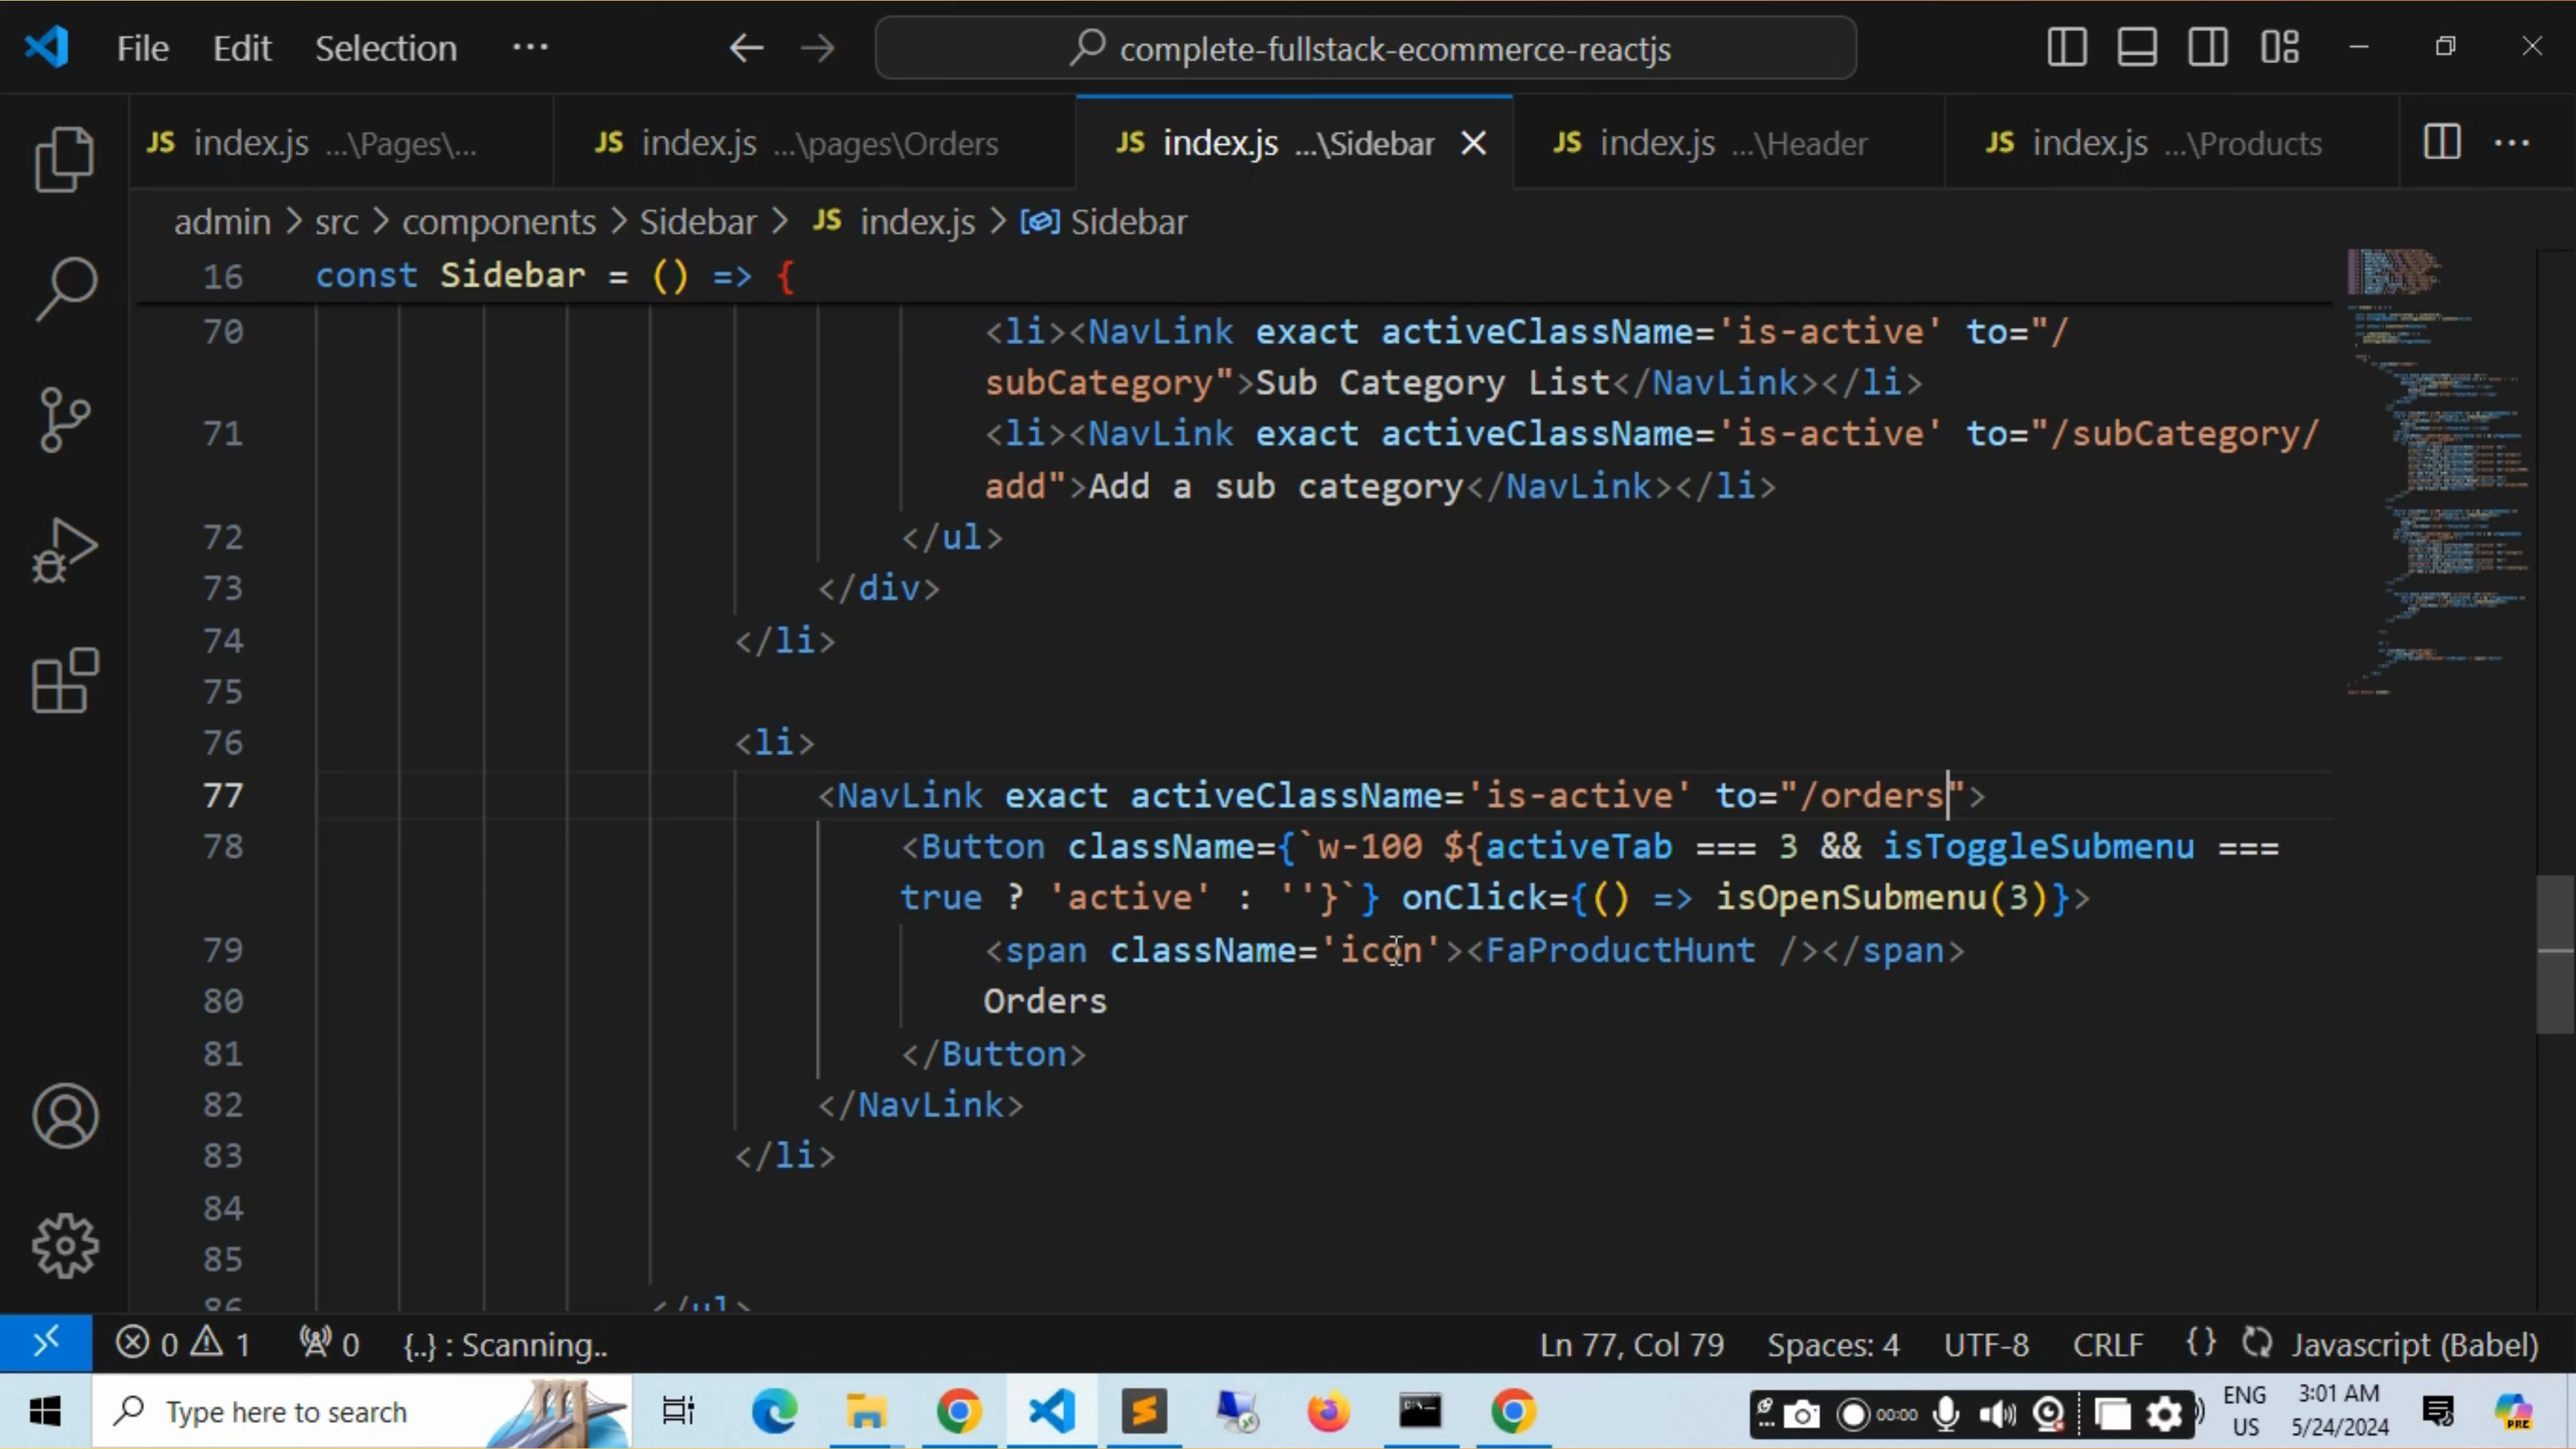 File Edit Selection ··· complete-fullstack-ecommerce-reactjs
JS index.js ...\Pages\... JS index.js ...\pages\Orders JS index.js ...\Sidebar JS index.js ...\Header JS index.js ...\Products ···
admin > src > components > Sidebar > JS index.js > Sidebar
16 const Sidebar = () => {
70 <li><NavLink exact activeClassName='is-active' to="/
subCategory">Sub Category List</NavLink></li>
71 <li><NavLink exact activeClassName='is-active' to="/subCategory/
add">Add a sub category</NavLink></li>
72 </ul>
73 </div>
74 </li>
75
76 <li>
77 <NavLink exact activeClassName='is-active' to="/orders">
78 <Button className={`w-100 ${activeTab === 3 && isToggleSubmenu ===
true ? 'active' : ''}`} onClick={() => isOpenSubmenu(3)}>
79 <span className='icon'><FaProductHunt /></span>
80 Orders
81 </Button>
82 </NavLink>
83 </li>
84
85
86 </ul>
0 1 0 {..} : Scanning.. Ln 77, Col 79 Spaces: 4 UTF-8 CRLF {} Javascript (Babel)
Type here to search 00:00 ENG 3:01 AM
US 5/24/2024 PRE